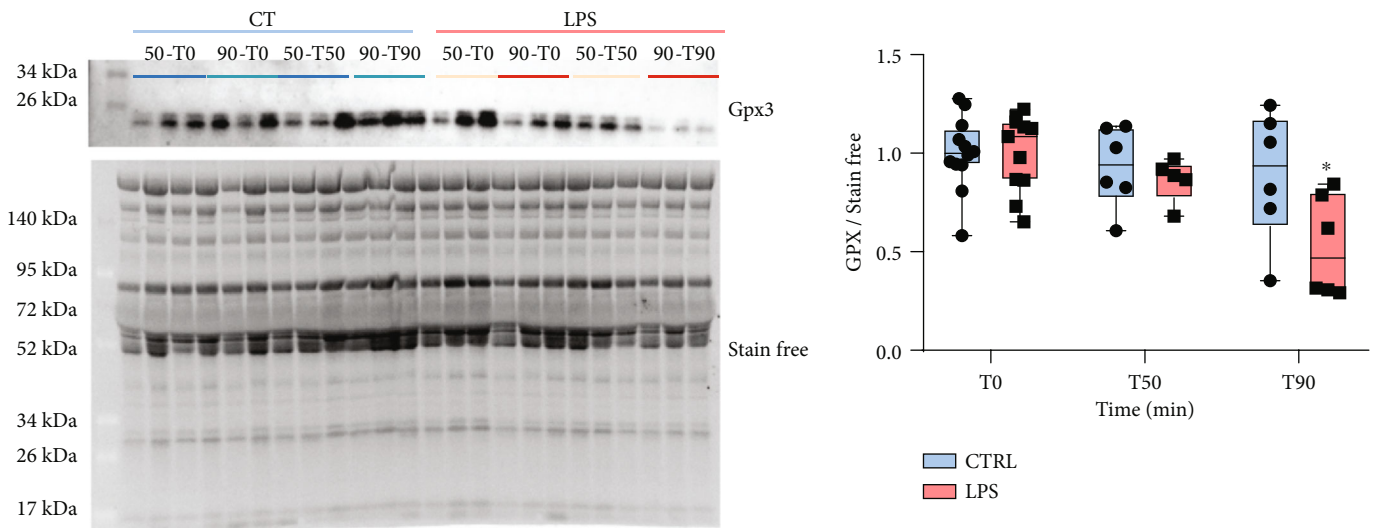 CT LPS
50-T0 90-T0 50-T50 90-T90 50-T0 90-T0 50-T50 90-T90
34 kDa
26 kDa
Gpx3
140 kDa
95 kDa
72 kDa
52 kDa
Stain free
34 kDa
26 kDa
17 kDa
GPX / Stain free
1.5
1.0
0.5
0.0
*
T0 T50 T90
Time (min)
CTRL
LPS